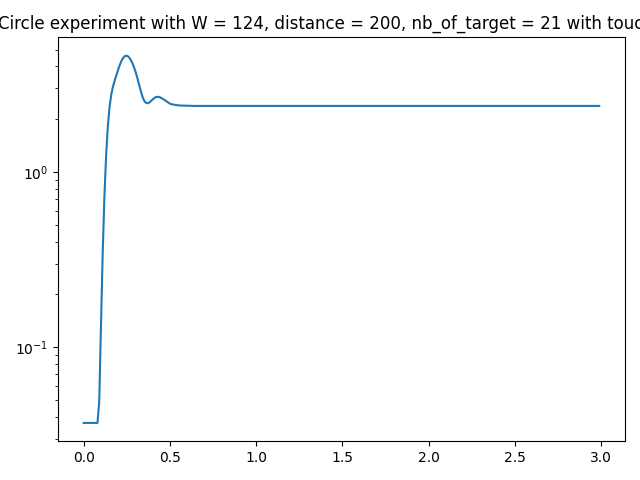 Circle experiment with W = 124, distance = 200, nb_of_target = 21 with
10⁰
10⁻¹
0.0 0.5 1.0 1.5 2.0 2.5 3.0